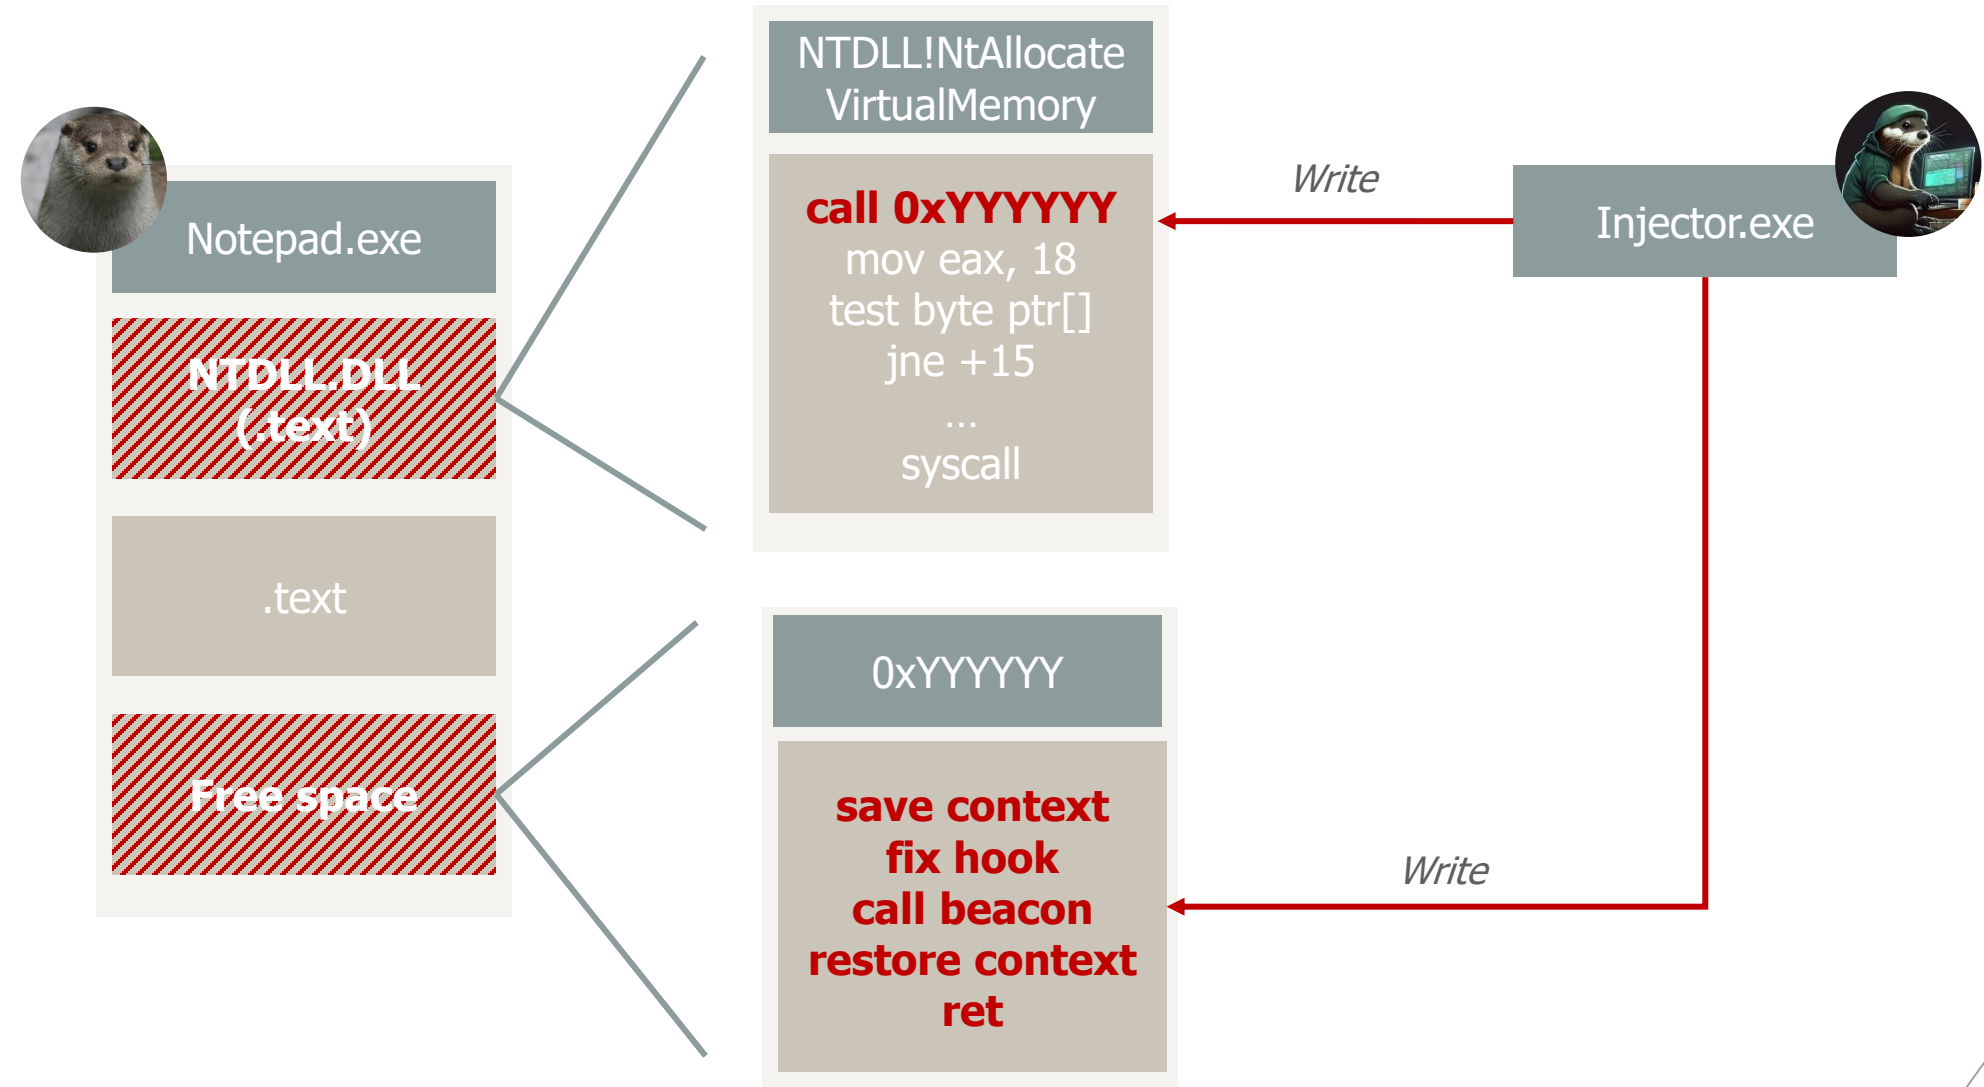 Notepad.exe
NTDLL.DLL
(.text)
.text
Free space
NTDLL!NtAllocate
VirtualMemory
call 0xYYYYYY
mov eax, 18
test byte ptr[]
jne +15
...
syscall
0xYYYYYY
save context
fix hook
call beacon
restore context
ret
Write
Injector.exe
Write